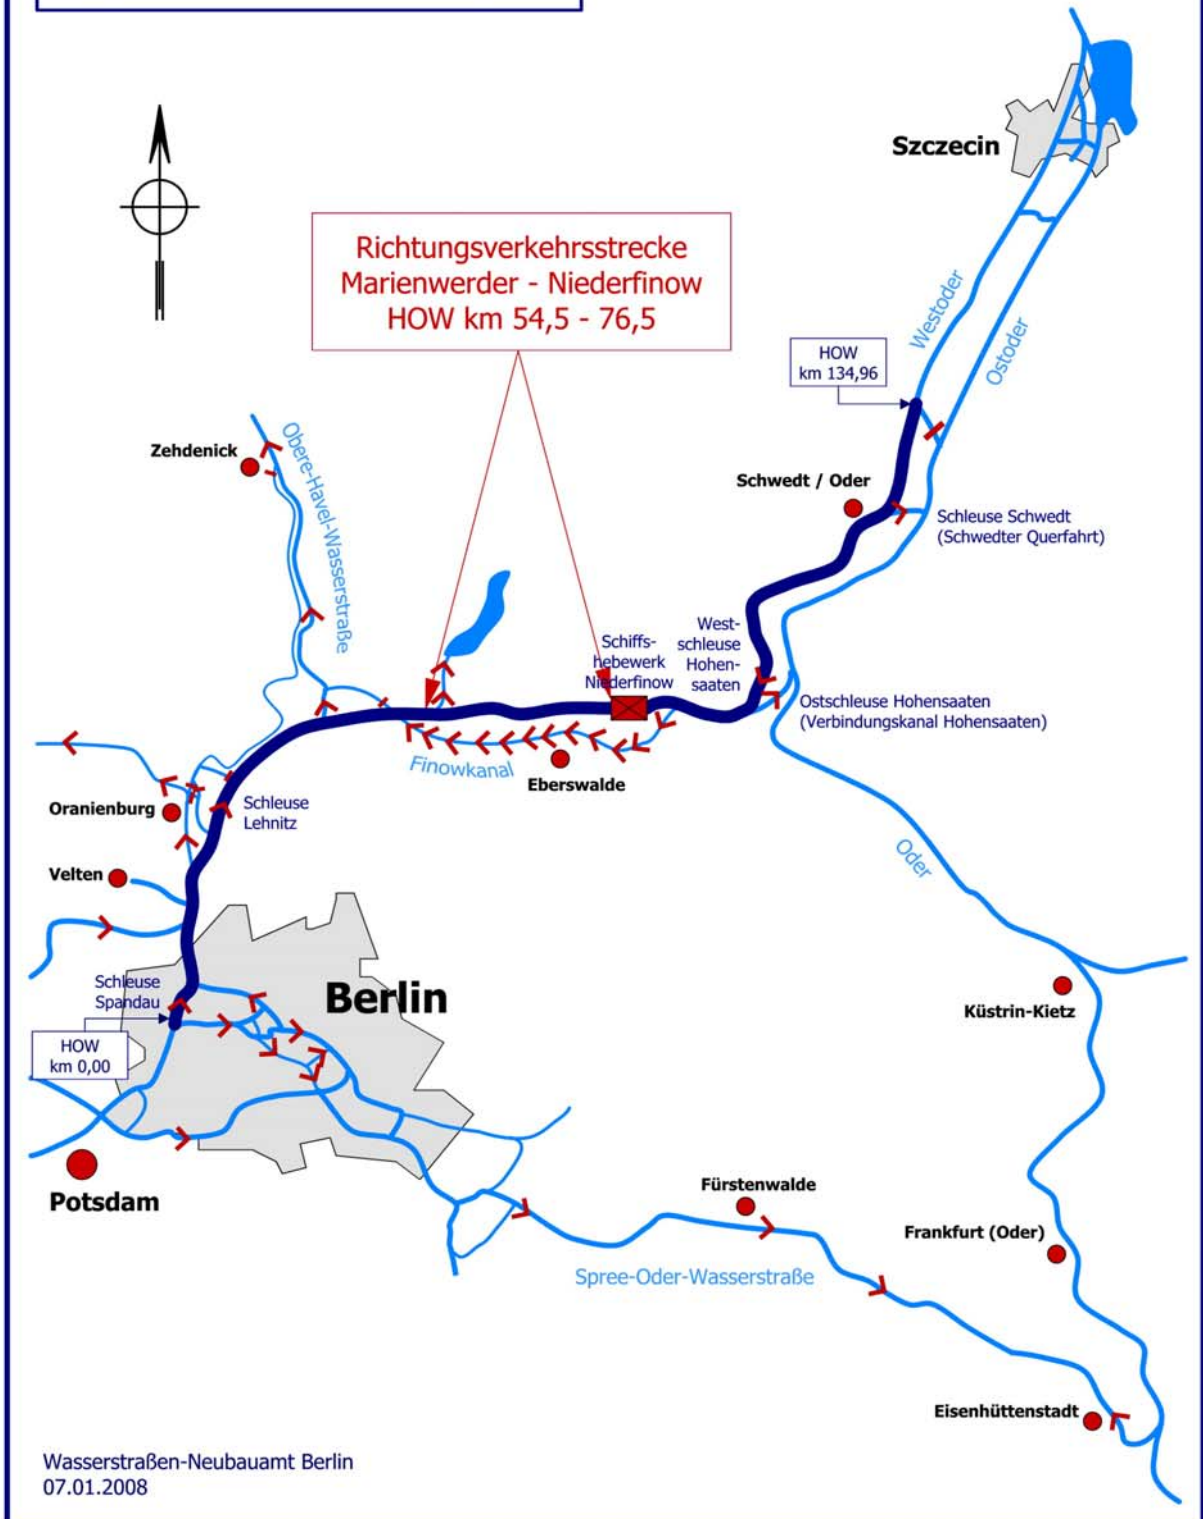 Szczecin
Richtungsverkehrsstrecke
Marienwerder - Niederfinow
HOW km 54,5 - 76,5
Westoder
Ostoder
HOW
km 134,96
Zehdenick
Obere-Havel-Wasserstraße
Schwedt / Oder
Schleuse Schwedt
(Schwedter Querfahrt)
West-
schleuse
Hohen-
saaten
Schiffs-
hebewerk
Niederfinow
Ostschleuse Hohensaaten
(Verbindungskanal Hohensaaten)
Finowkanal
Eberswalde
Oranienburg
Schleuse
Lehnitz
Velten
Oder
Schleuse
Spandau
Berlin
HOW
km 0,00
Küstrin-Kietz
Potsdam
Fürstenwalde
Frankfurt (Oder)
Spree-Oder-Wasserstraße
Eisenhüttenstadt
Wasserstraßen-Neubauamt Berlin
07.01.2008